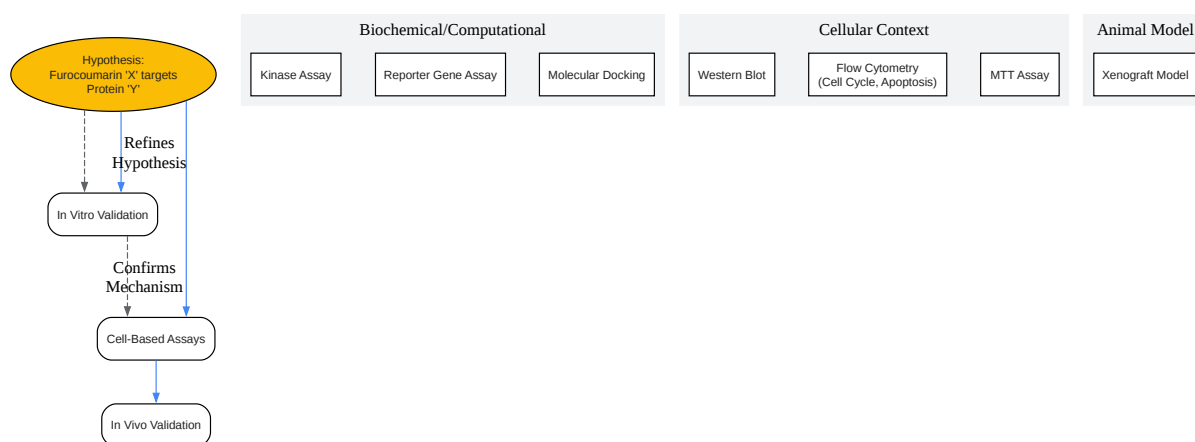 Hypothesis:
Furocoumarin 'X' targets
Protein 'Y'
Refines
Hypothesis
In Vitro Validation
Confirms
Mechanism
Cell-Based Assays
In Vivo Validation
Biochemical/Computational
Kinase Assay
Reporter Gene Assay
Molecular Docking
Cellular Context
Western Blot
Flow Cytometry
(Cell Cycle, Apoptosis)
MTT Assay
Animal Model
Xenograft Model